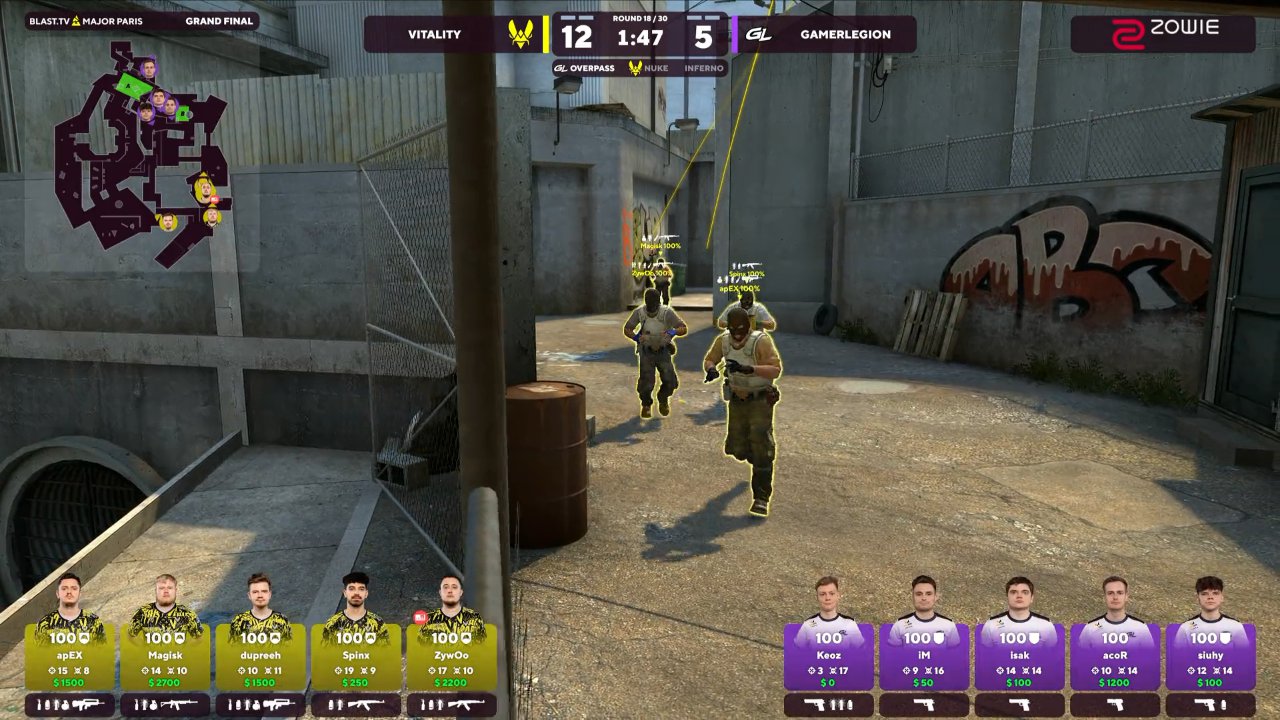 BLAST.TV MAJOR PARIS GRAND FINAL
ROUND 18 / 30
VITALITY 12 1:47 5 GL GAMERLEGION
ZOWIE
GL OVERPASS NUKE INFERNO
Magisk 100%
ZywOo 100%
Spinx 100%
apEX 100%
ABC
100 100 100 100 100
apEX Magisk dupreeh Spinx ZywOo
15 8 14 10 10 11 19 9 17 10
$1500 $2700 $1500 $250 $2200
100 100 100 100 100
Keoz iM isak acoR siuhy
3 17 9 16 14 14 10 14 12 14
$0 $50 $100 $1200 $100